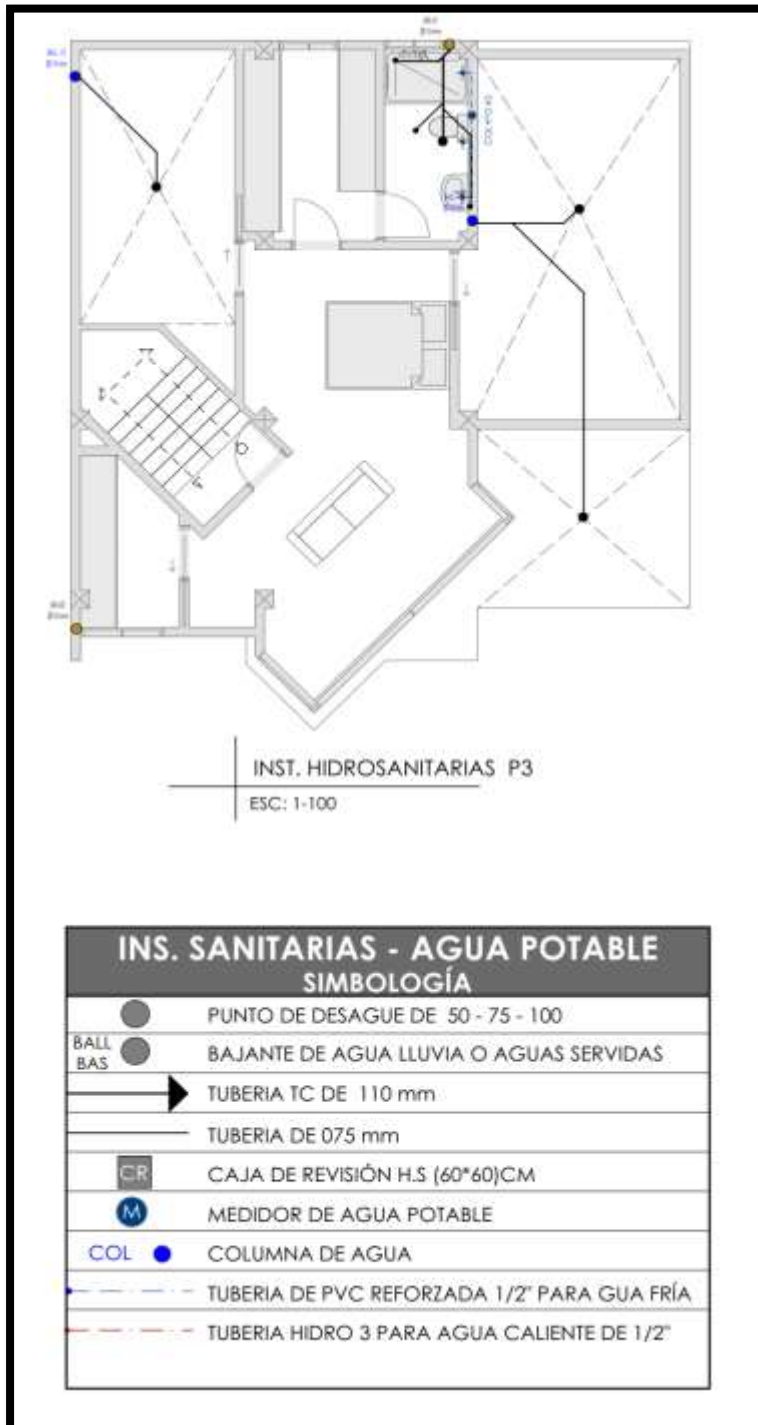 INST. HIDROSANITARIAS P3
ESC: 1-100
INS. SANITARIAS - AGUA POTABLE
SIMBOLOGÍA
PUNTO DE DESAGUE DE 50 - 75 - 100
BALL
BAS
BAJANTE DE AGUA LLUVIA O AGUAS SERVIDAS
TUBERIA TC DE 110 mm
TUBERIA DE 075 mm
CR
CAJA DE REVISIÓN H.S (60*60)CM
M
MEDIDOR DE AGUA POTABLE
COL
COLUMNA DE AGUA
TUBERIA DE PVC REFORZADA 1/2" PARA GUA FRÍA
TUBERIA HIDRO 3 PARA AGUA CALIENTE DE 1/2"